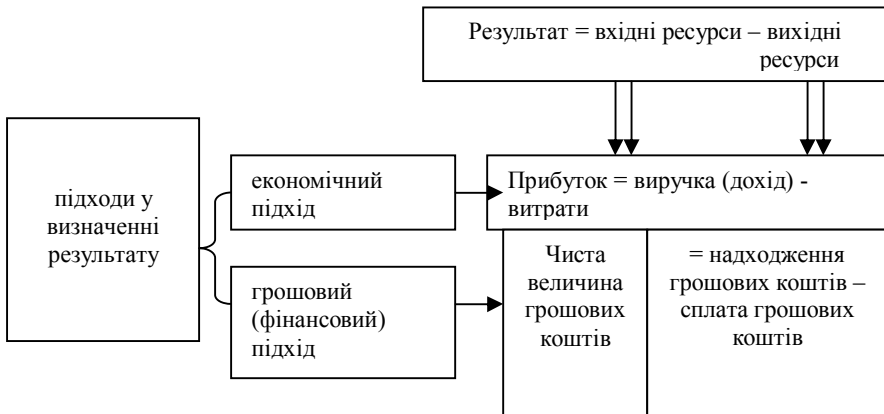 Результат = вхідні ресурси – вихідні
ресурси
підходи у
визначенні
результату
економічний
підхід
Прибуток = виручка (дохід) -
витрати
грошовий
(фінансовий)
підхід
Чиста
величина
грошових
коштів
= надходження
грошових коштів –
сплата грошових
коштів